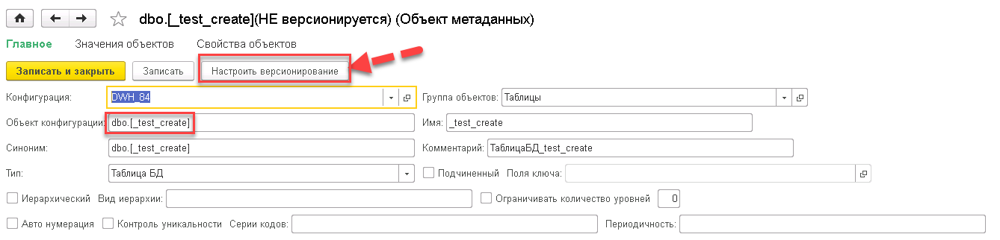 dbo.[_test_create](НЕ версионируется) (Объект метаданных)
Главное Значения объектов Свойства объектов
Записать и закрыть Записать Настроить версионирование
Конфигурация: DWH_84 Группа объектов: Таблицы
Объект конфигурации: dbo.[_test_create] Имя: _test_create
Синоним: dbo.[_test_create] Комментарий: ТаблицаБД_test_create
Тип: Таблица БД Подчиненный Поля ключа:
Иерархический Вид иерархии: Ограничивать количество уровней 0
Авто нумерация Контроль уникальности Серии кодов: Периодичность: